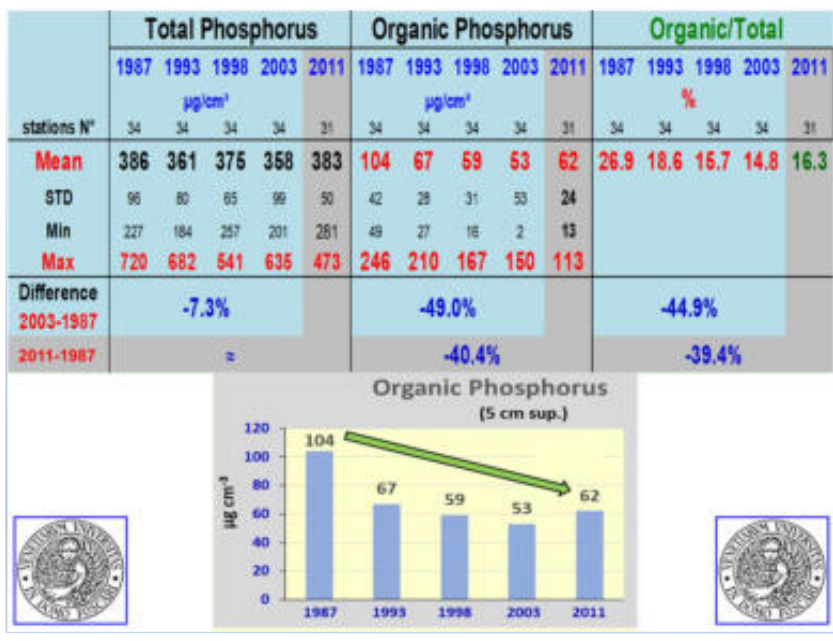 Total Phosphorus Organic Phosphorus Organic/Total
1987 1993 1998 2003 2011 1987 1993 1998 2003 2011 1987 1993 1998 2003 2011
µg/cm³ µg/cm³ %
stations N° 34 34 34 34 31 34 34 34 34 31 34 34 34 34 31
Mean 386 361 375 358 383 104 67 59 53 62 26.9 18.6 15.7 14.8 16.3
STD 96 80 65 99 50 42 28 31 53 24
Min 227 184 257 201 281 49 27 16 2 13
Max 720 682 541 635 473 246 210 167 150 113
Difference
2003-1987 -7.3% -49.0% -44.9%
2011-1987 ≈ -40.4% -39.4%
Organic Phosphorus
(5 cm sup.)
µg cm⁻³
120
100
80
60
40
20
0
104
67
59
53
62
1987 1993 1998 2003 2011